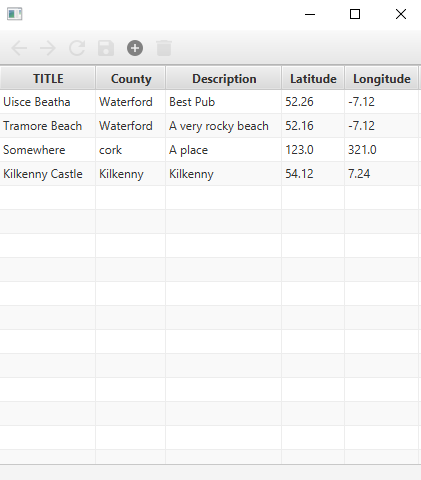 TITLE County Description Latitude Longitude
Uisce Beatha Waterford Best Pub 52.26 -7.12
Tramore Beach Waterford A very rocky beach 52.16 -7.12
Somewhere cork A place 123.0 321.0
Kilkenny Castle Kilkenny Kilkenny 54.12 7.24